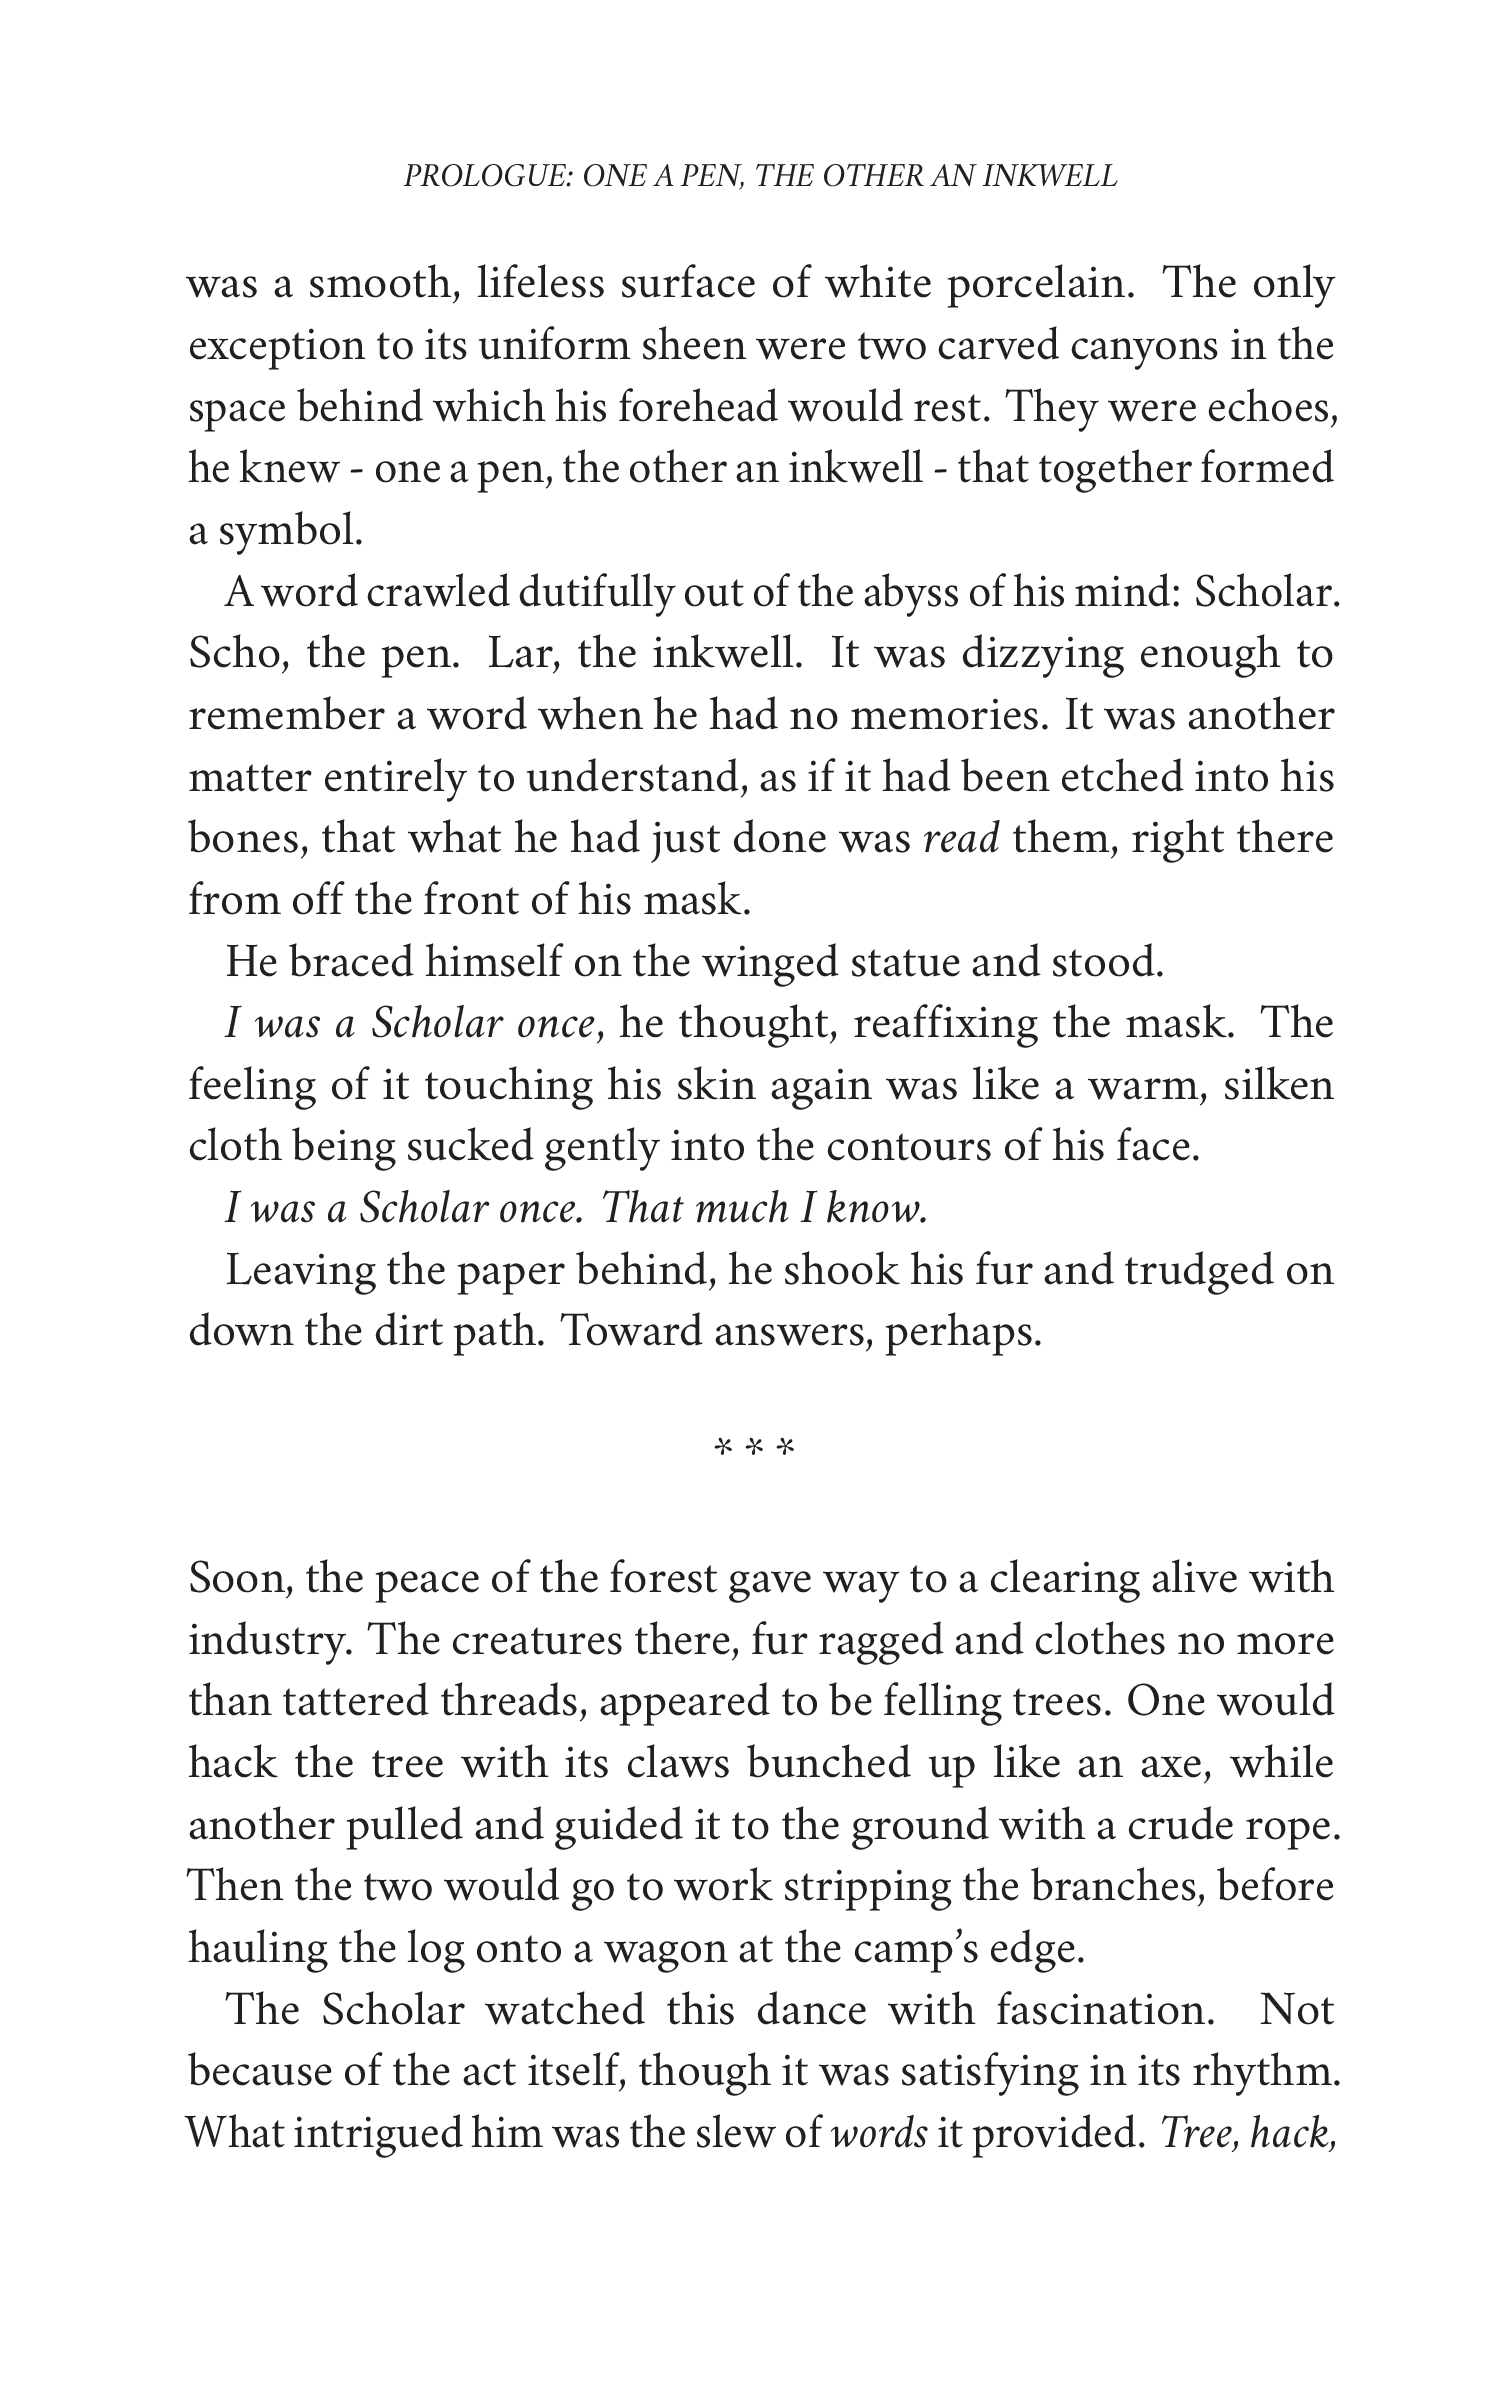 PROLOGUE: ONE A PEN, THE OTHER AN INKWELL
was a smooth, lifeless surface of white porcelain. The only
exception to its uniform sheen were two carved canyons in the
space behind which his forehead would rest. They were echoes,
he knew - one a pen, the other an inkwell - that together formed
a symbol.
A word crawled dutifully out of the abyss of his mind: Scholar.
Scho, the pen. Lar, the inkwell. It was dizzying enough to
remember a word when he had no memories. It was another
matter entirely to understand, as if it had been etched into his
bones, that what he had just done was read them, right there
from off the front of his mask.
He braced himself on the winged statue and stood.
I was a Scholar once, he thought, reaffixing the mask. The
feeling of it touching his skin again was like a warm, silken
cloth being sucked gently into the contours of his face.
I was a Scholar once. That much I know.
Leaving the paper behind, he shook his fur and trudged on
down the dirt path. Toward answers, perhaps.
* * *
Soon, the peace of the forest gave way to a clearing alive with
industry. The creatures there, fur ragged and clothes no more
than tattered threads, appeared to be felling trees. One would
hack the tree with its claws bunched up like an axe, while
another pulled and guided it to the ground with a crude rope.
Then the two would go to work stripping the branches, before
hauling the log onto a wagon at the camp’s edge.
The Scholar watched this dance with fascination. Not
because of the act itself, though it was satisfying in its rhythm.
What intrigued him was the slew of words it provided. Tree, hack,